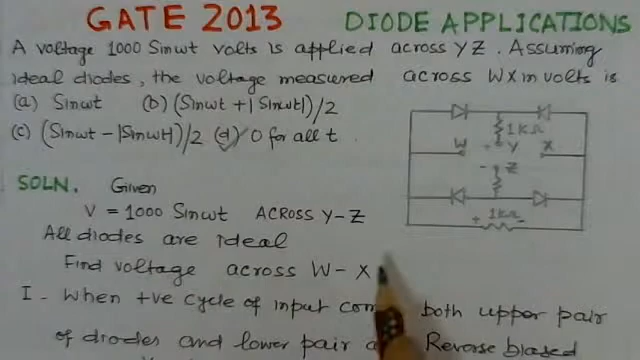 GATE 2013 DIODE APPLICATIONS
A voltage 1000 Sinωt volts is applied across YZ. Assuming
ideal diodes, the voltage measured across WX in volts is
(a) Sinωt (b) (Sinωt + |Sinωt|)/2
(c) (Sinωt - |Sinωt|)/2 (d) 0 for all t.
W + Y X
1KΩ
- Z
+ 1KΩ -
SOLN. Given
V = 1000 Sinωt ACROSS Y-Z
All diodes are ideal
Find voltage across W - X
I - When +ve cycle of input com both upper pair
of diodes and lower pair a Reverse biased